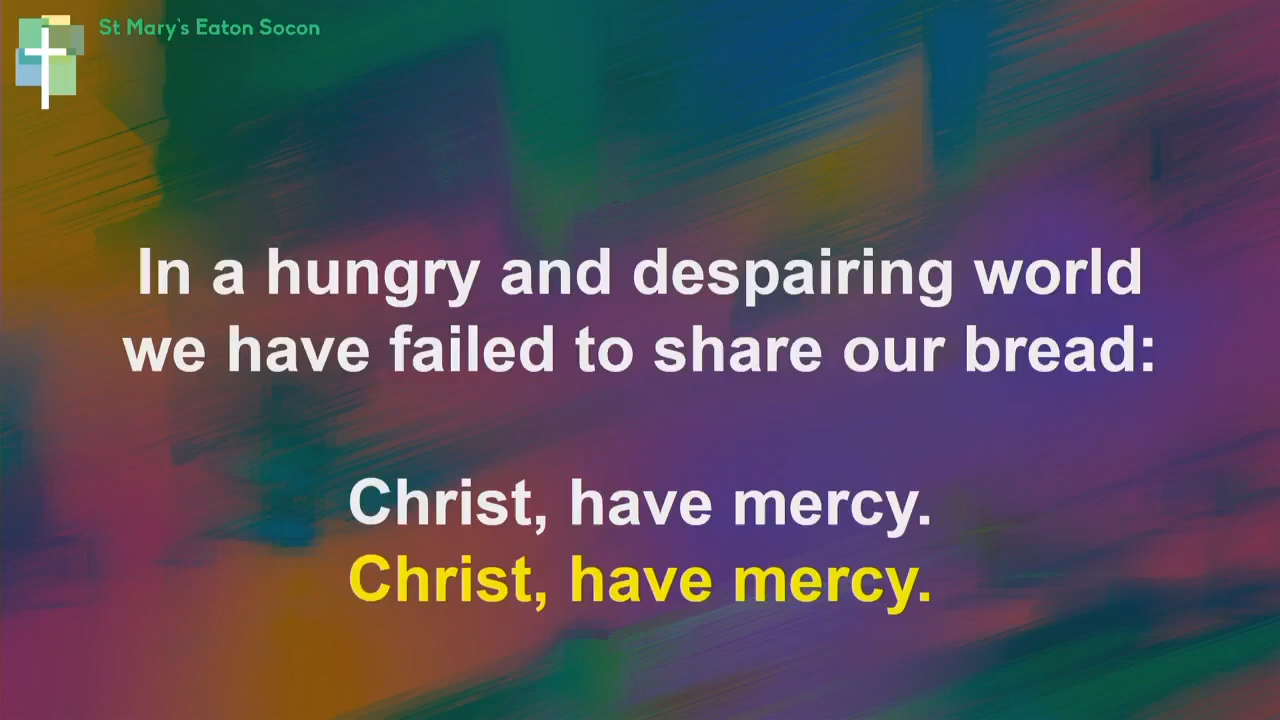 St Mary's Eaton Socon
In a hungry and despairing world
we have failed to share our bread:
Christ, have mercy.
Christ, have mercy.